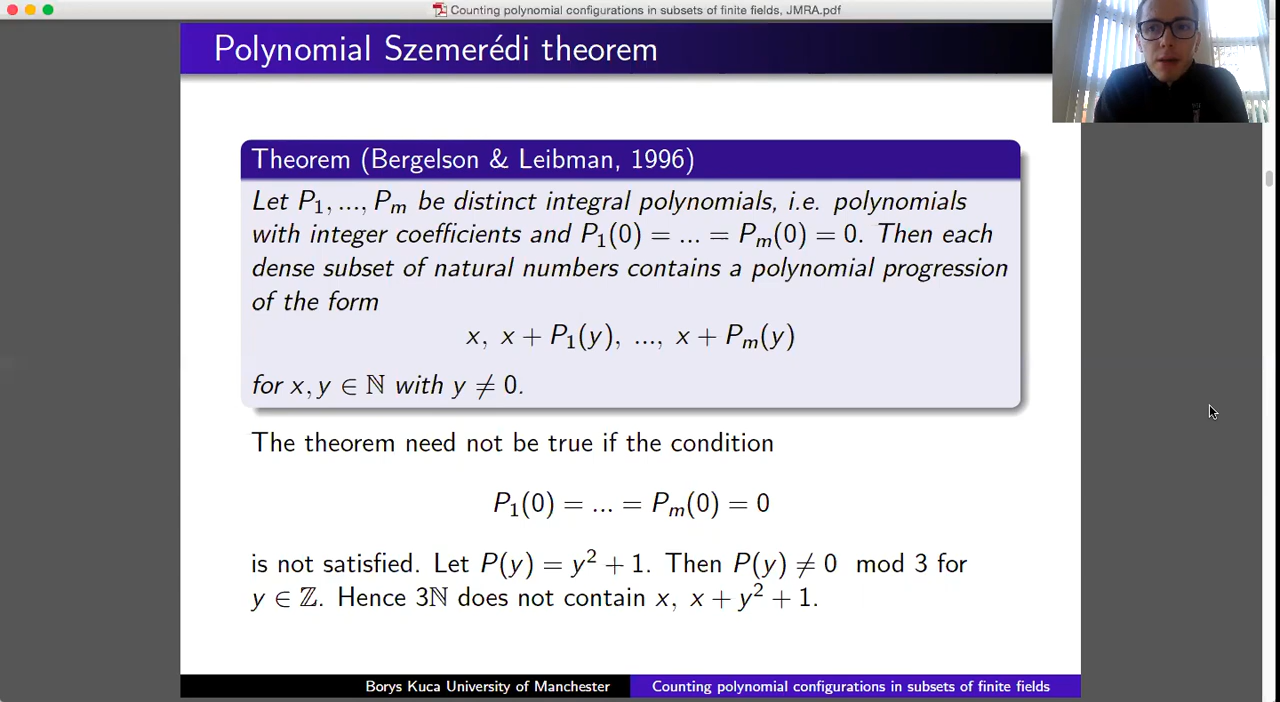 Counting polynomial configurations in subsets of finite fields, JMRA.pdf
Polynomial Szemerédi theorem
Theorem (Bergelson & Leibman, 1996)
Let P₁, ..., Pₘ be distinct integral polynomials, i.e. polynomials
with integer coefficients and P₁(0) = ... = Pₘ(0) = 0. Then each
dense subset of natural numbers contains a polynomial progression
of the form
x, x + P₁(y), ..., x + Pₘ(y)
for x, y ∈ ℕ with y ≠ 0.
The theorem need not be true if the condition
P₁(0) = ... = Pₘ(0) = 0
is not satisfied. Let P(y) = y² + 1. Then P(y) ≠ 0 mod 3 for
y ∈ ℤ. Hence 3ℕ does not contain x, x + y² + 1.
Borys Kuca University of Manchester
Counting polynomial configurations in subsets of finite fields